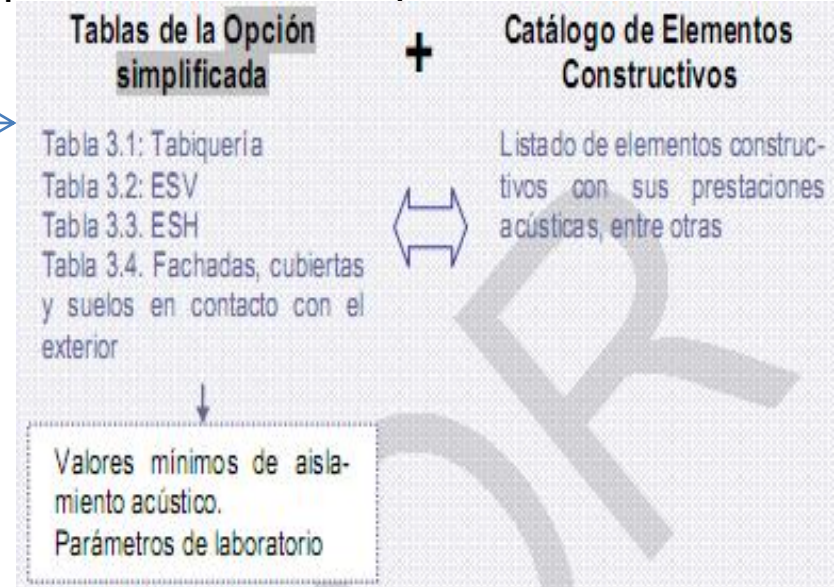 Tablas de la Opción
simplificada
+
Catálogo de Elementos
Constructivos
Tabla 3.1: Tabiquería
Tabla 3.2: ESV
Tabla 3.3. ESH
Tabla 3.4. Fachadas, cubiertas
y suelos en contacto con el
exterior
Listado de elementos construc-
tivos con sus prestaciones
acústicas, entre otras
Valores mínimos de aisla-
miento acústico.
Parámetros de laboratorio